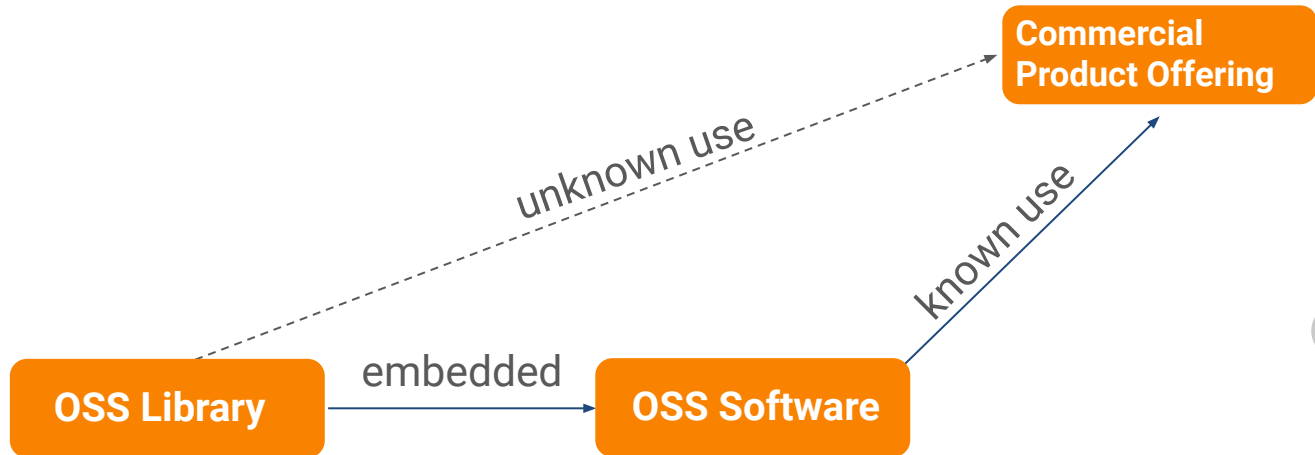 Commercial
Product Offering
unknown use
known use
embedded
OSS Library
OSS Software